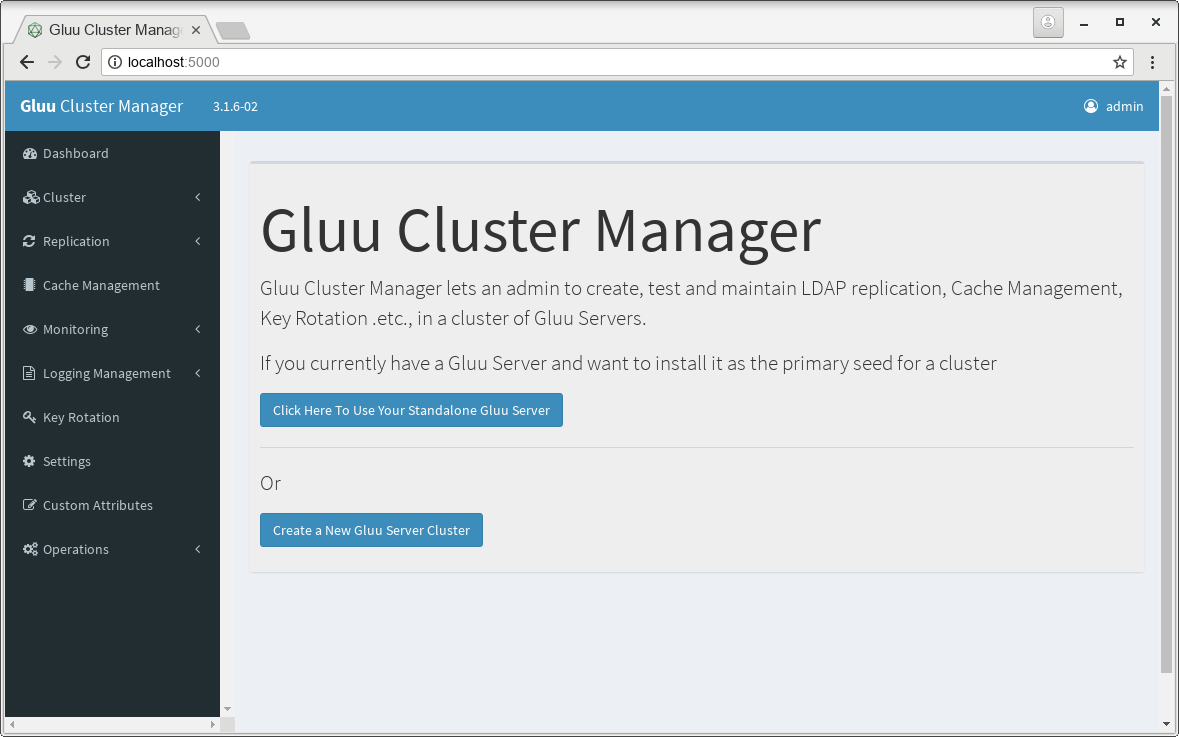 Gluu Cluster Manag
localhost:5000
Gluu Cluster Manager 3.1.6-02 admin
Dashboard
Cluster
Replication
Cache Management
Monitoring
Logging Management
Key Rotation
Settings
Custom Attributes
Operations
Gluu Cluster Manager
Gluu Cluster Manager lets an admin to create, test and maintain LDAP replication, Cache Management,
Key Rotation .etc., in a cluster of Gluu Servers.
If you currently have a Gluu Server and want to install it as the primary seed for a cluster
Click Here To Use Your Standalone Gluu Server
Or
Create a New Gluu Server Cluster